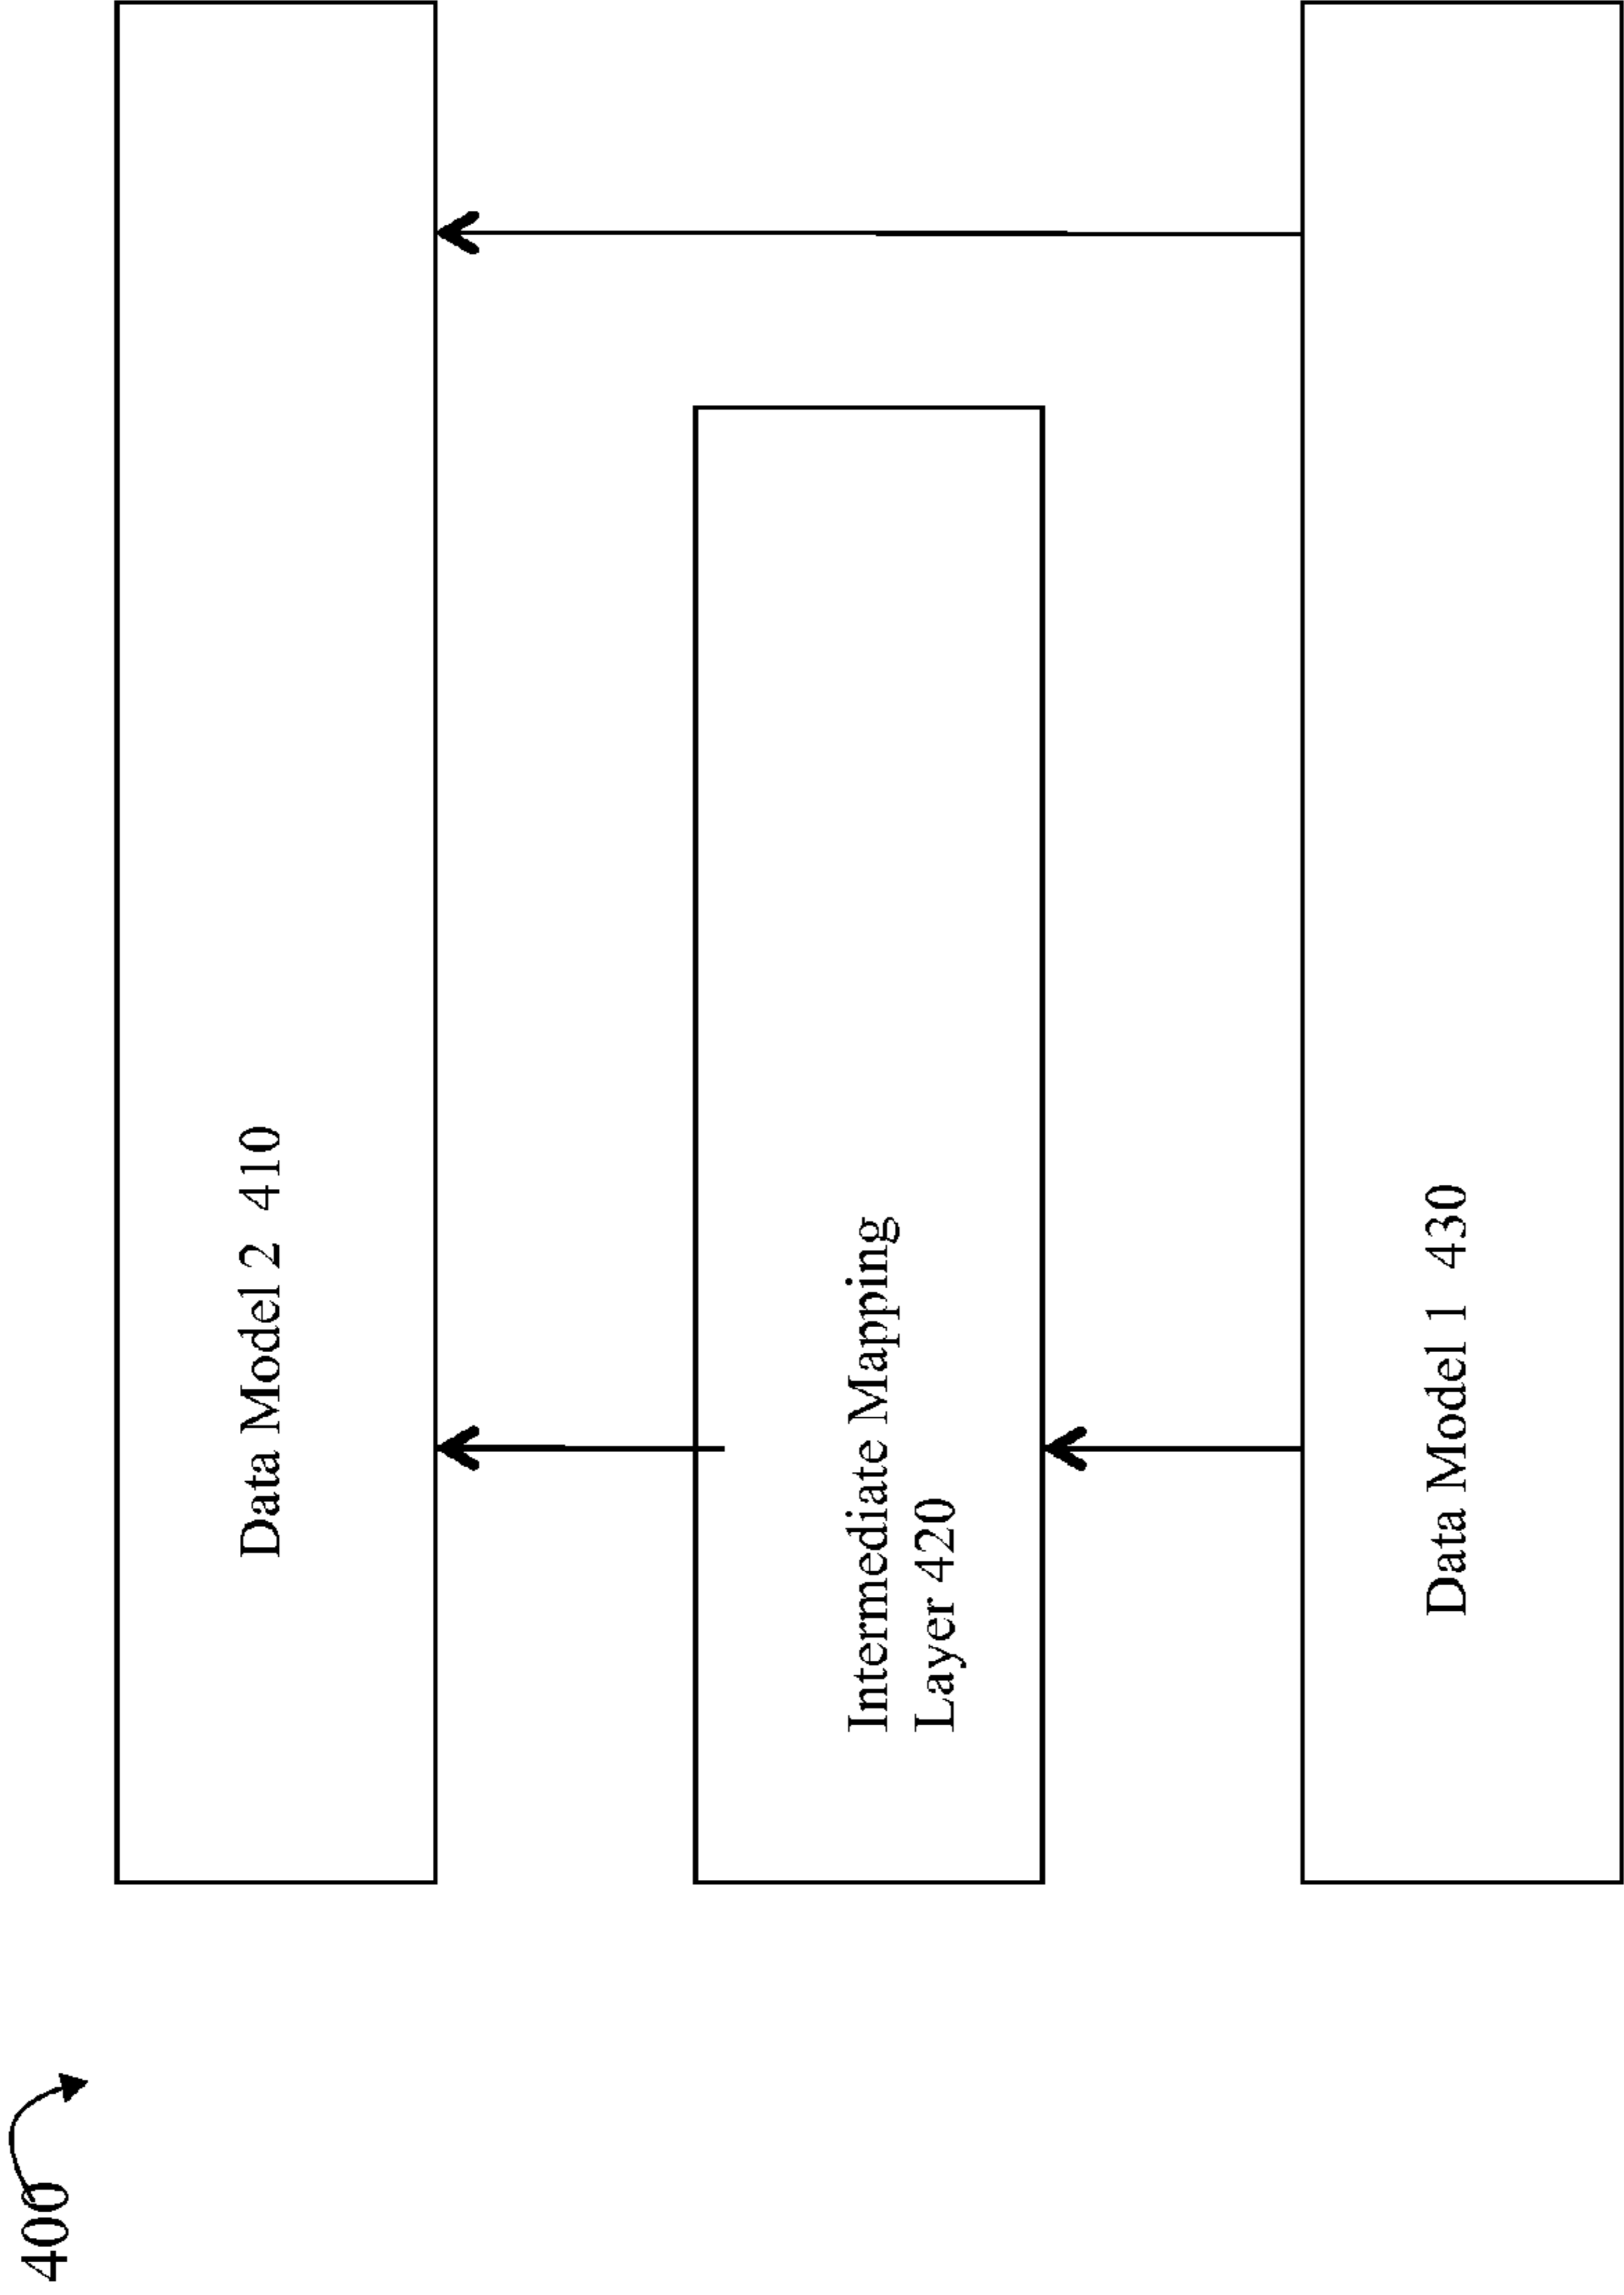 400
Data Model 2 410
Intermediate Mapping
Layer 420
Data Model 1 430